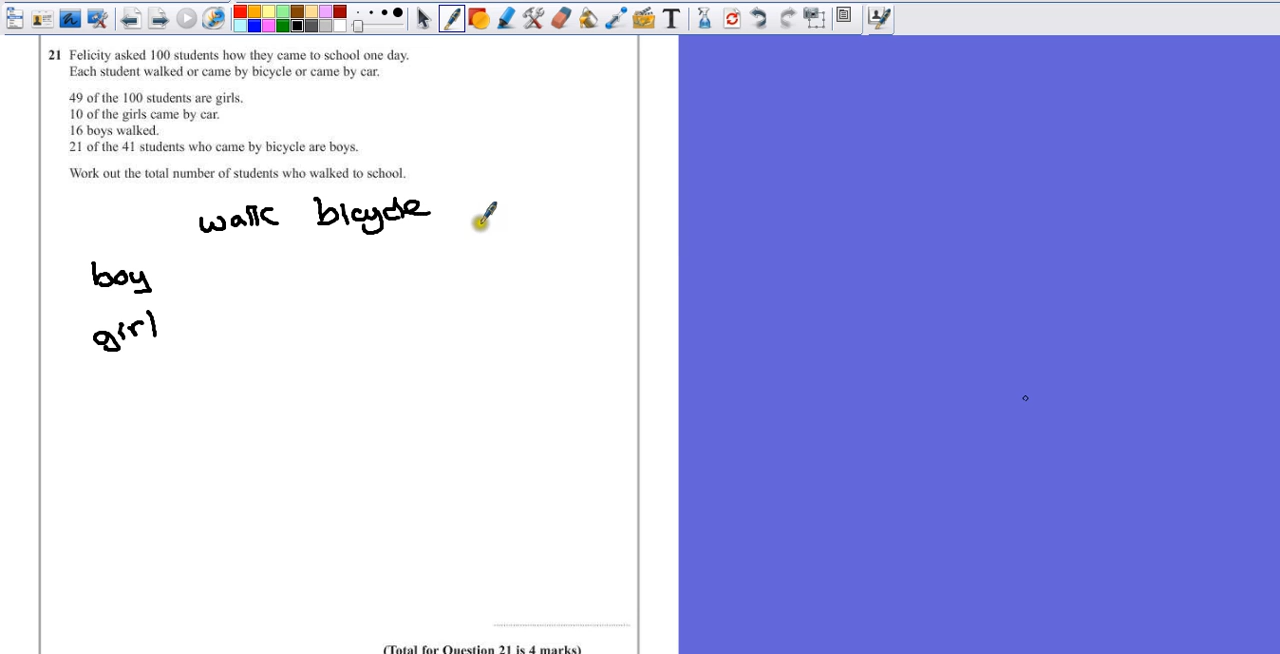 21 Felicity asked 100 students how they came to school one day.
Each student walked or came by bicycle or came by car.
49 of the 100 students are girls.
10 of the girls came by car.
16 boys walked.
21 of the 41 students who came by bicycle are boys.
Work out the total number of students who walked to school.
walk bicycle
boy
girl
(Total for Question 21 is 4 marks)